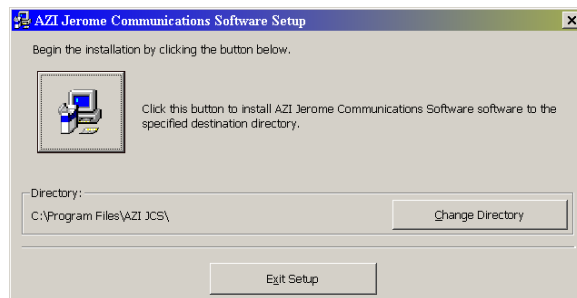 AZI Jerome Communications Software Setup
Begin the installation by clicking the button below.
Click this button to install AZI Jerome Communications Software software to the
specified destination directory.
Directory:
C:\Program Files\AZI JCS\
Change Directory
Exit Setup